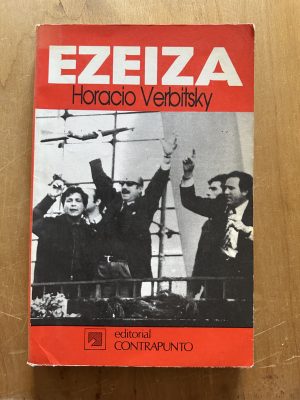 EZEIZA
Horacio Verbitsky
editorial
CONTRAPUNTO